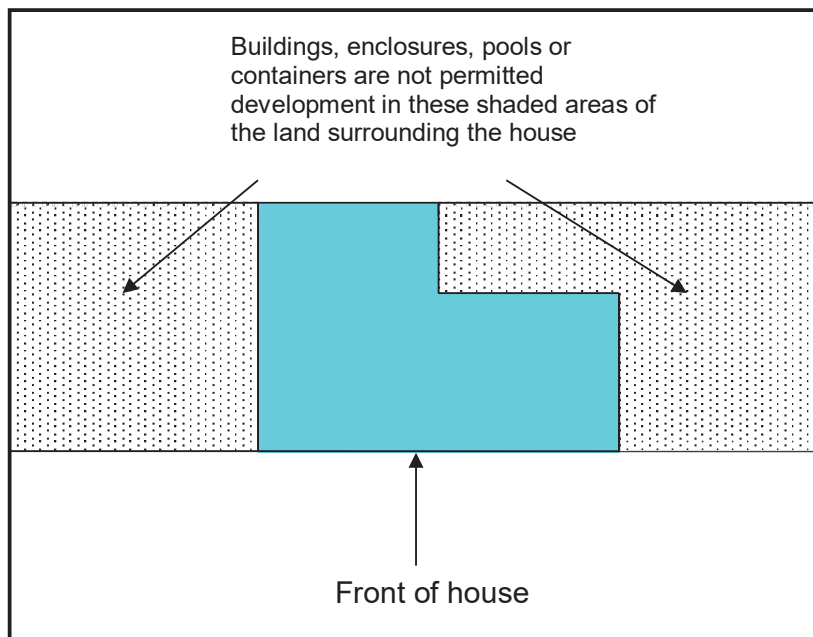 Buildings, enclosures, pools or
containers are not permitted
development in these shaded areas of
the land surrounding the house
Front of house